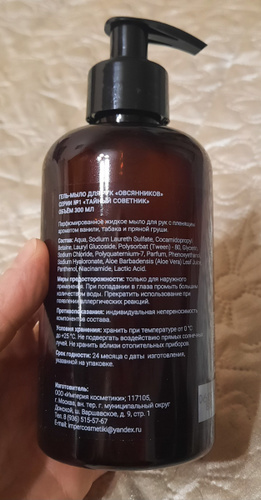 ГЕЛЬ-МЫЛО ДЛЯ РУК «ОВСЯННИКОВ»
СЕРИИ №1 «ТАЙНЫЙ СОВЕТНИК»
ОБЪЁМ 300 МЛ
Парфюмированное жидкое мыло для рук с пленяющим
ароматом ванили, табака и пряной груши
Состав: Aqua, Sodium Laureth Sulfate, Cocamidopropyl
Betaine, Lauryl Glucoside, Polysorbat (Tween) - 80, Glycerin,
Sodium Chloride, Polyquaternium-7, Parfum, Phenoxyethanol,
Sodium Hyaluronate, Aloe Barbadensis (Aloe Vera) Leaf Juice,
Panthenol, Niacinamide, Lactic Acid.
Меры предосторожности: только для наружного
применения. При попадании в глаза промыть большим
количеством воды. Прекратить использование при
появлении аллергических реакций.
Противопоказания: индивидуальная непереносимость
компонентов.
Условия хранения: хранить при температуре от 0 °C
до +25 °C. Не подвергать воздействию прямых солнечных
лучей. Не хранить вблизи отопительных приборов.
Срок годности: 24 месяца с даты изготовления,
указанной на упаковке.
Изготовитель:
ООО «Империя косметики»; 117105,
г. Москва, вн. тер. г. муниципальный округ
Донской, ш. Варшавское, д. 9, стр. 1
Тел. 8 (936) 515-57-67
E-mail: impercosmetiki@yandex.ru